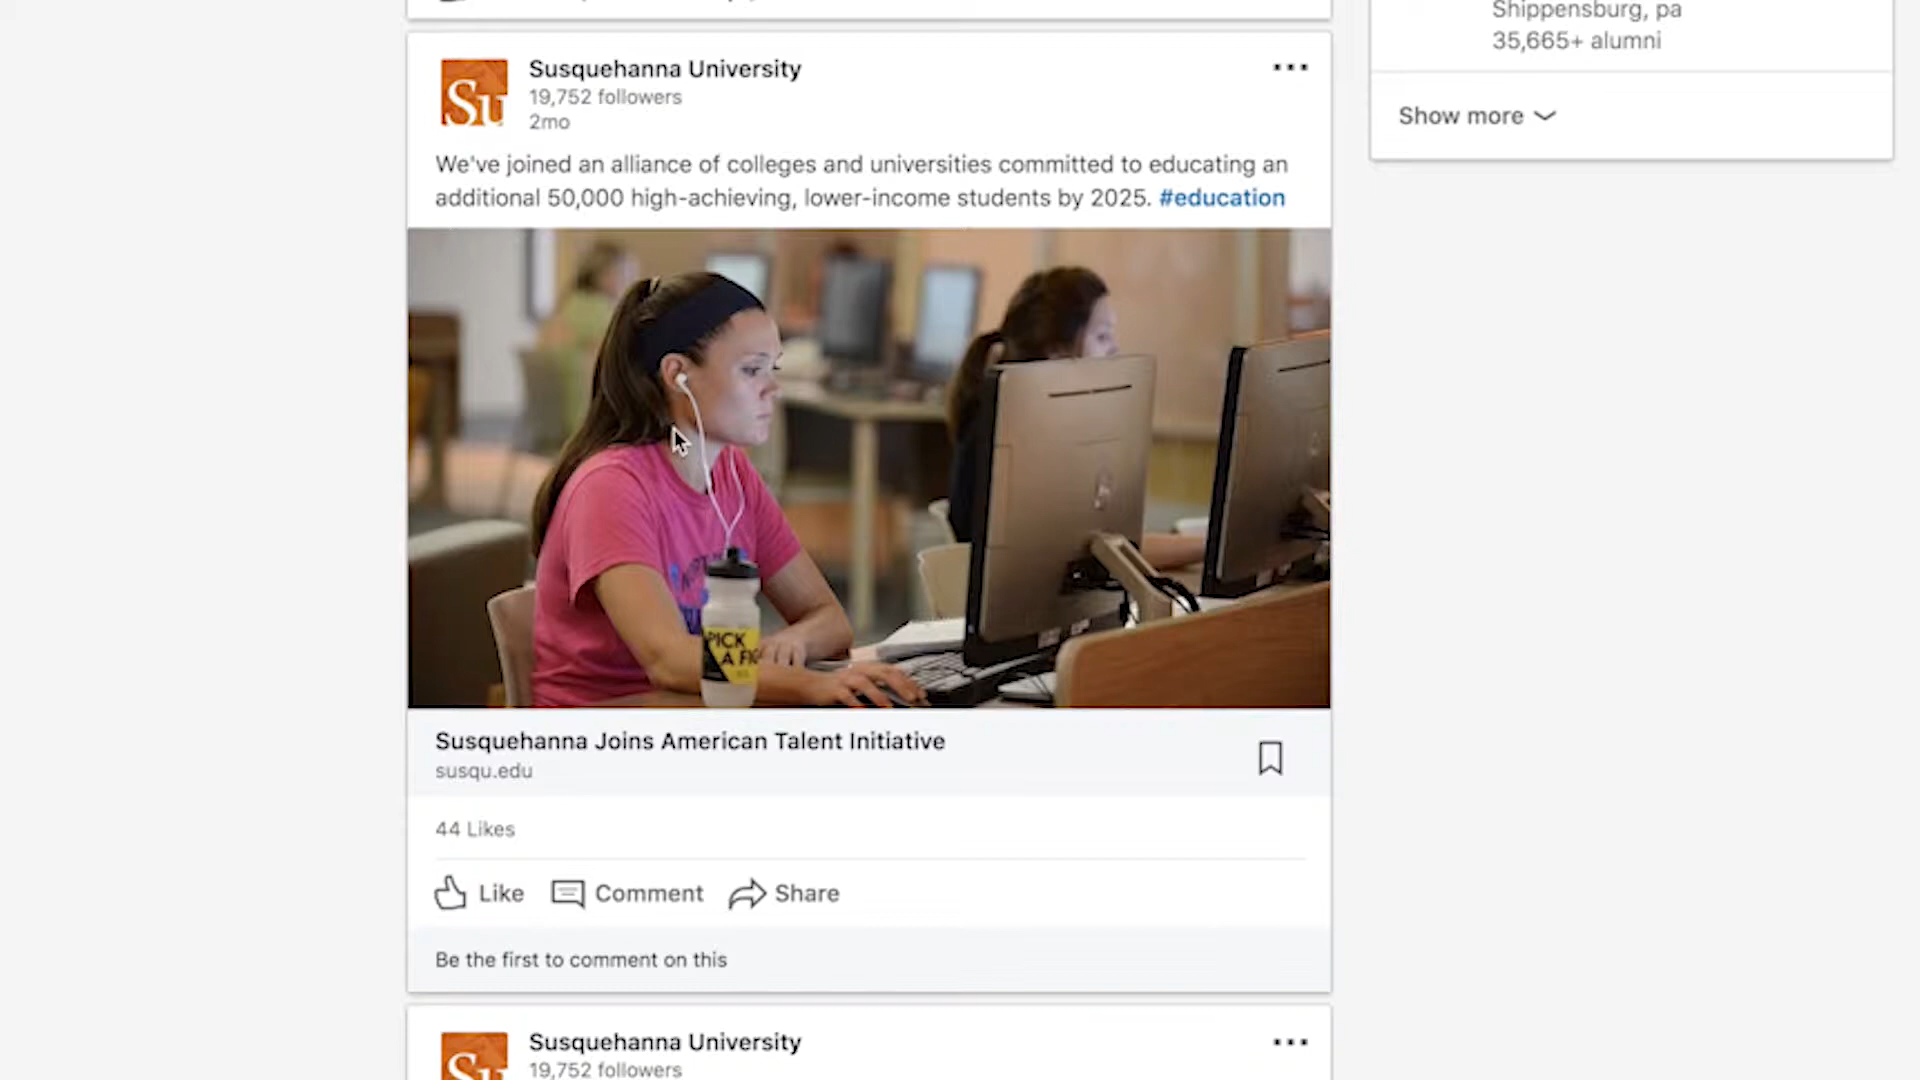 Shippensburg, pa
35,665+ alumni
Show more
Su
Susquehanna University
19,752 followers
2mo
We've joined an alliance of colleges and universities committed to educating an
additional 50,000 high-achieving, lower-income students by 2025. #education
PICK
A FIG
Susquehanna Joins American Talent Initiative
susqu.edu
44 Likes
Like
Comment
Share
Be the first to comment on this
Su
Susquehanna University
19,752 followers